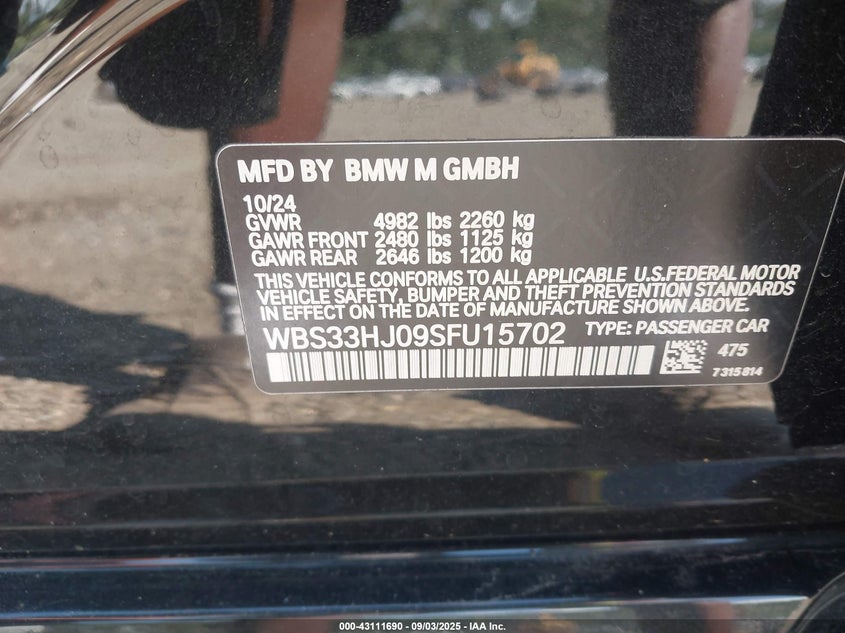 MFD BY BMW M GMBH
10/24
GVWR 4982 lbs 2260 kg
GAWR FRONT 2480 lbs 1125 kg
GAWR REAR 2646 lbs 1200 kg
THIS VEHICLE CONFORMS TO ALL APPLICABLE U.S.FEDERAL MOTOR
VEHICLE SAFETY, BUMPER AND THEFT PREVENTION STANDARDS
IN EFFECT ON THE DATE OF MANUFACTURE SHOWN ABOVE.
WBS33HJ09SFU15702 TYPE: PASSENGER CAR
475
7315814
000-43111690 - 09/03/2025 - IAA Inc.